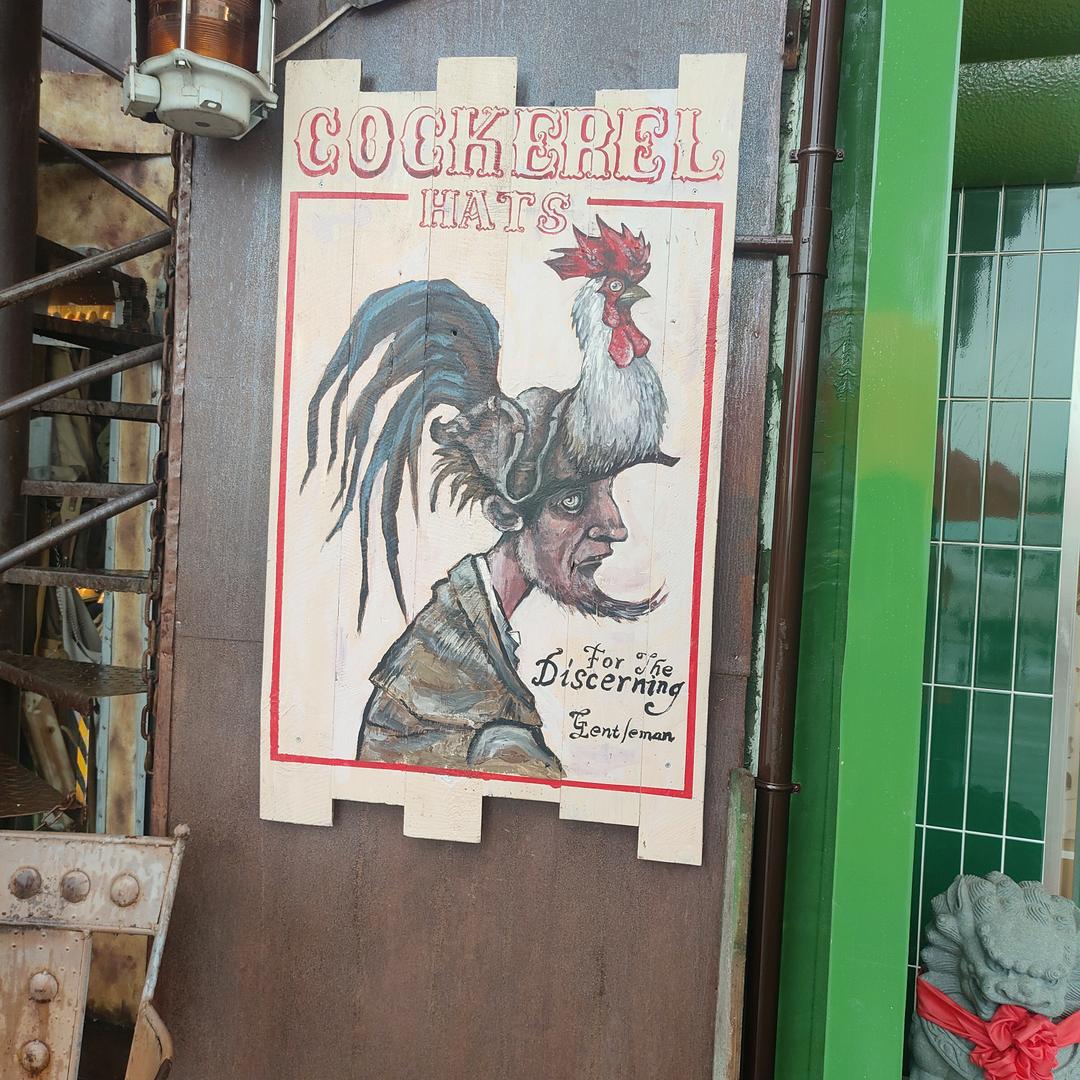 COCKEREL
HATS
For The
Discerning
Gentleman